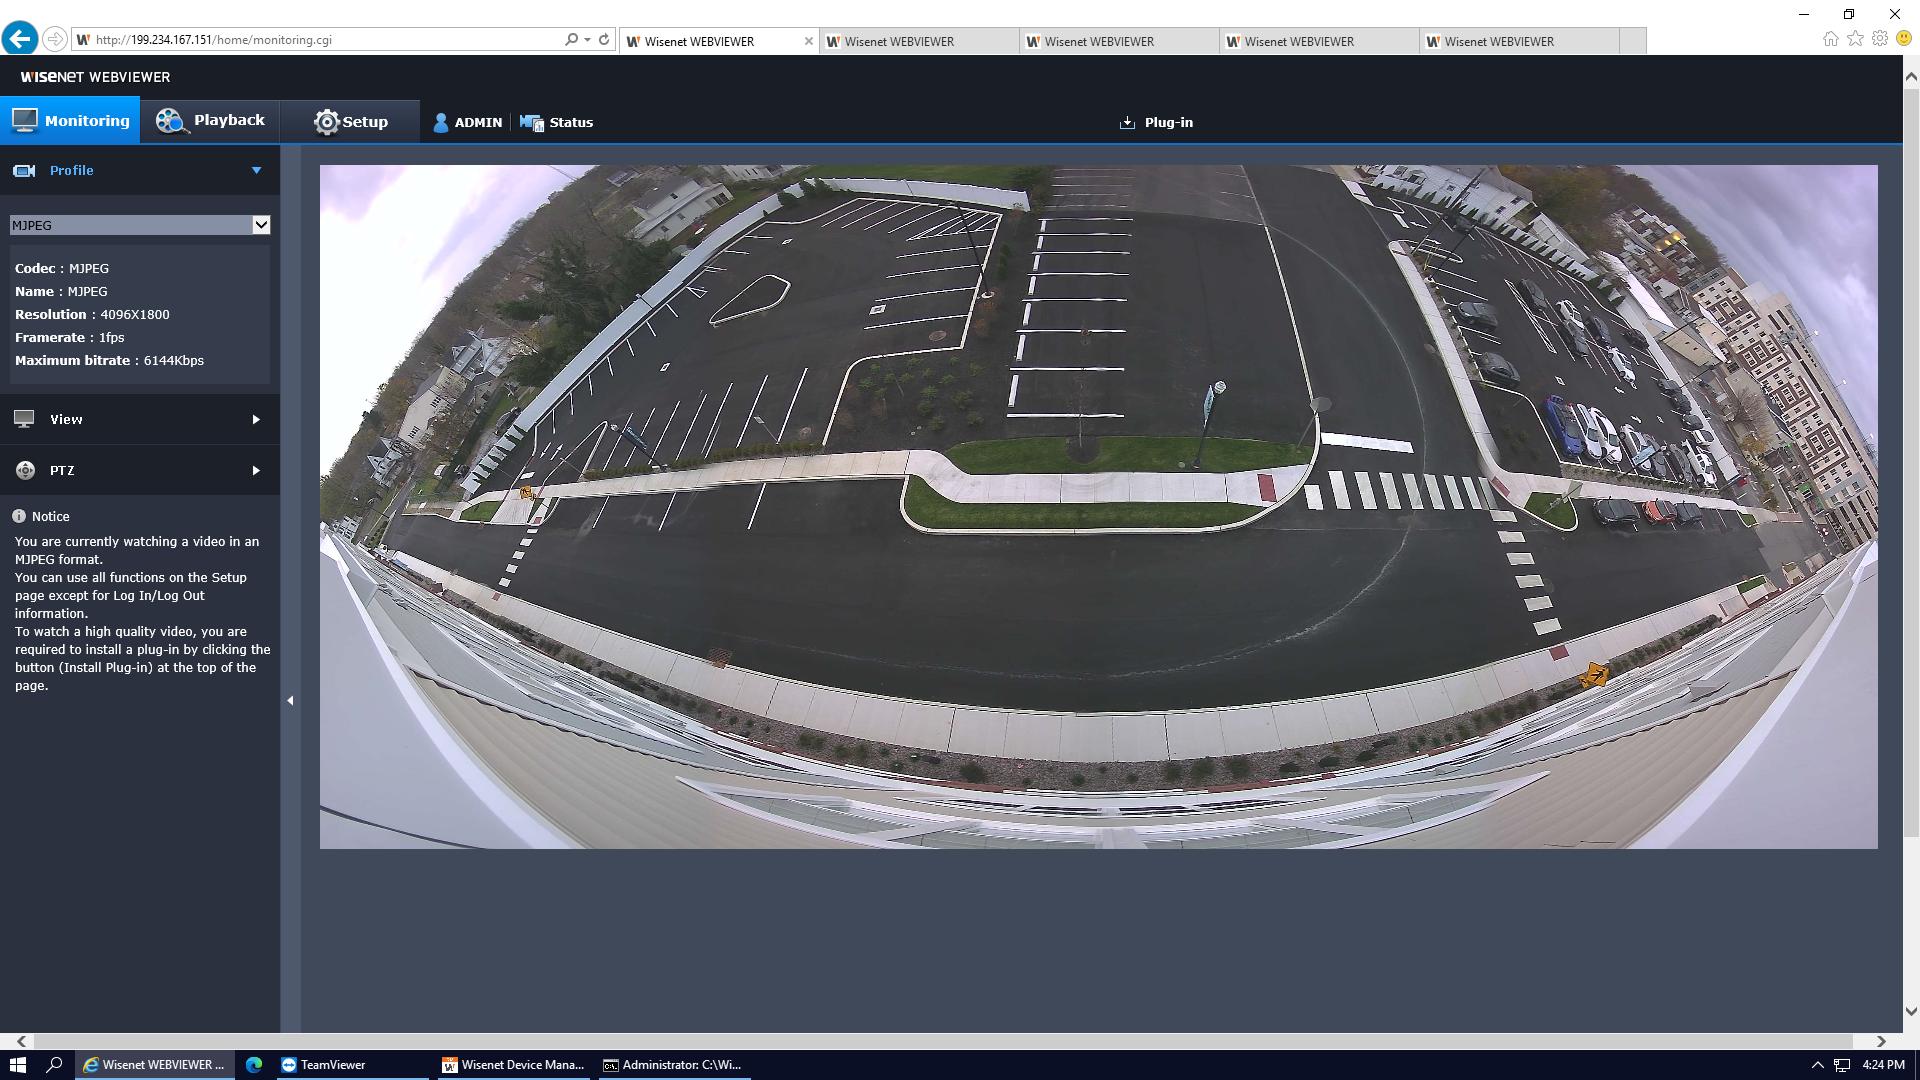 http://199.234.167.151/home/monitoring.cgi
Wisenet WEBVIEWER
Wisenet WEBVIEWER
Wisenet WEBVIEWER
Wisenet WEBVIEWER
Wisenet WEBVIEWER
WISENET WEBVIEWER
Monitoring
Playback
Setup
ADMIN
Status
Plug-in
Profile
MJPEG
Codec : MJPEG
Name : MJPEG
Resolution : 4096X1800
Framerate : 1fps
Maximum bitrate : 6144Kbps
View
PTZ
Notice
You are currently watching a video in an
MJPEG format.
You can use all functions on the Setup
page except for Log In/Log Out
information.
To watch a high quality video, you are
required to install a plug-in by clicking the
button (Install Plug-in) at the top of the
page.
Wisenet WEBVIEWER ...
TeamViewer
Wisenet Device Mana...
Administrator: C:\Wi...
4:24 PM